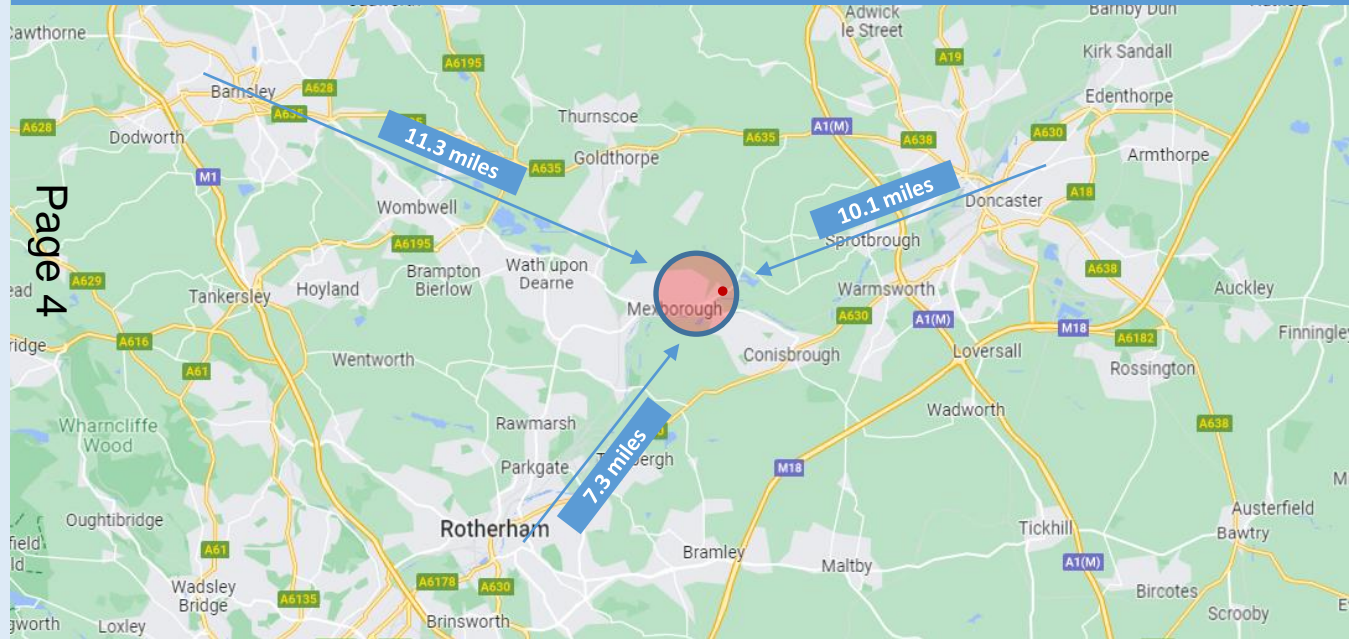 Adwick
le Street
Barnby Dun
Cawthorne
A6195
A19
Kirk Sandall
Barnsley
A628
A635
Thurnscoe
Edenthorpe
A628
Dodworth
11.3 miles
A635
A1(M)
A638
A630
Goldthorpe
A635
Armthorpe
M1
10.1 miles
A18
Page 4
Wombwell
Doncaster
A6195
Sprotbrough
Brampton
Bierlow
Wath upon
Dearne
A638
A629
Tankersley
Hoyland
Mexborough
Warmsworth
Auckley
A630
A1(M)
M18
Finningley
A616
A6182
Wentworth
Conisbrough
Loversall
A61
Rossington
Wadworth
Wharncliffe
Wood
Rawmarsh
A638
7.3 miles
Parkgate
M18
Oughtibridge
Rotherham
Tickhill
Austerfield
Bawtry
A61
Bramley
Maltby
A1(M)
Wadsley
Bridge
A6178
A630
Bircotes
A6135
Scrooby
Loxley
Brinsworth